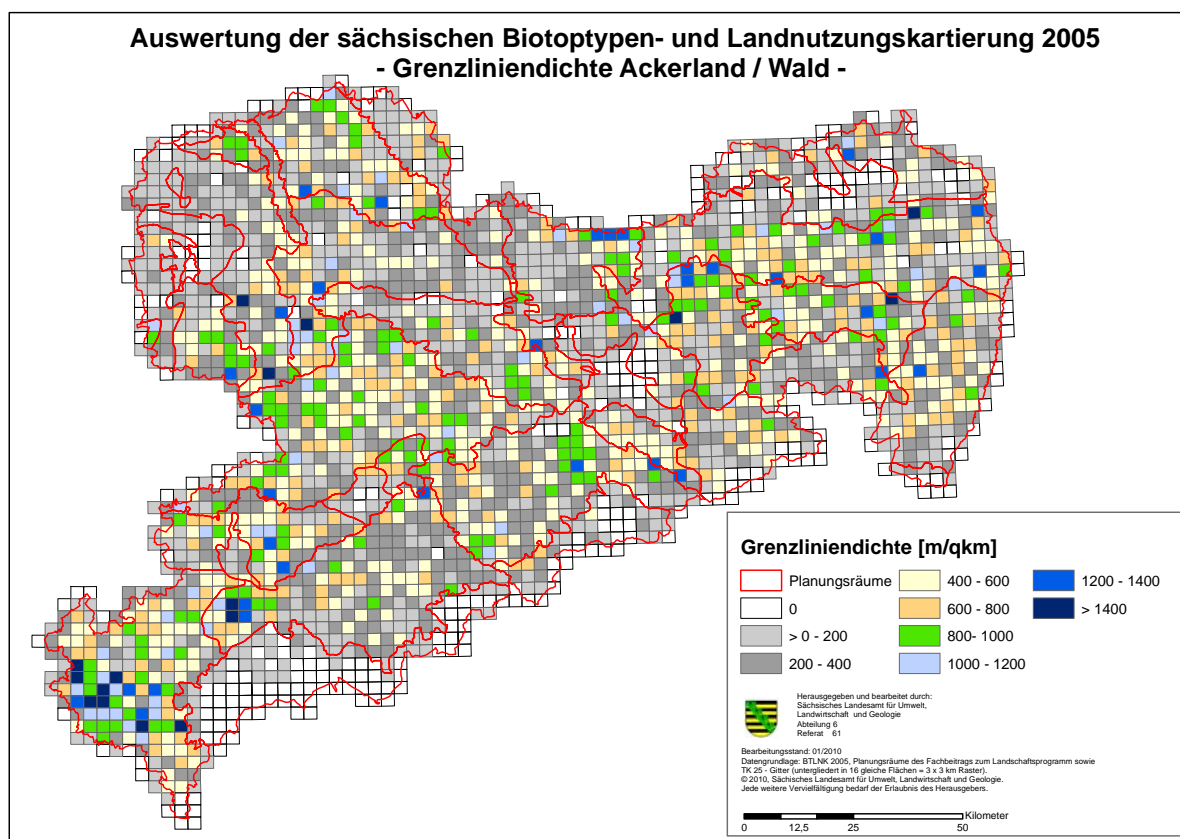 Auswertung der sächsischen Biotoptypen- und Landnutzungskartierung 2005
- Grenzliniendichte Ackerland / Wald -
Grenzliniendichte [m/qkm]
Planungsräume
0
> 0 - 200
200 - 400
400 - 600
600 - 800
800- 1000
1000 - 1200
1200 - 1400
> 1400
Herausgegeben und bearbeitet durch:
Sächsisches Landesamt für Umwelt,
Landwirtschaft und Geologie
Abteilung 6
Referat 61
Bearbeitungsstand: 01/2010
Datengrundlage: BTLNK 2005, Planungsräume des Fachbeitrags zum Landschaftsprogramm sowie
TK 25 - Gitter (untergliedert in 16 gleiche Flächen = 3 x 3 km Raster).
© 2010, Sächsisches Landesamt für Umwelt, Landwirtschaft und Geologie.
Jede weitere Vervielfältigung bedarf der Erlaubnis des Herausgebers.
Kilometer
0 12,5 25 50